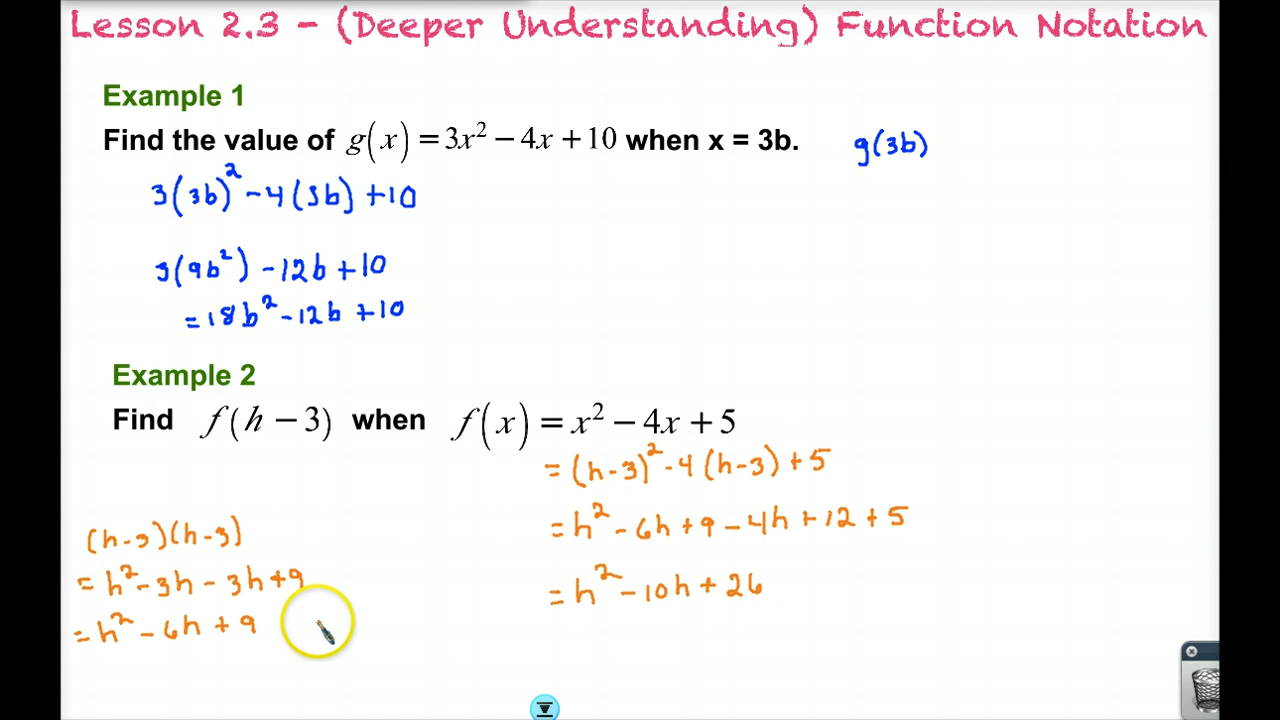 Lesson 2.3 - (Deeper Understanding) Function Notation
Example 1
Find the value of g(x) = 3x² − 4x + 10 when x = 3b. g(3b)
3(3b)² - 4(3b) + 10
3(9b²) - 12b + 10
= 18b² - 12b + 10
Example 2
Find f(h − 3) when f(x) = x² − 4x + 5
= (h-3)² - 4(h-3) + 5
= h² - 6h + 9 - 4h + 12 + 5
= h² - 10h + 26
(h-3)(h-3)
= h² - 3h - 3h + 9
= h² - 6h + 9